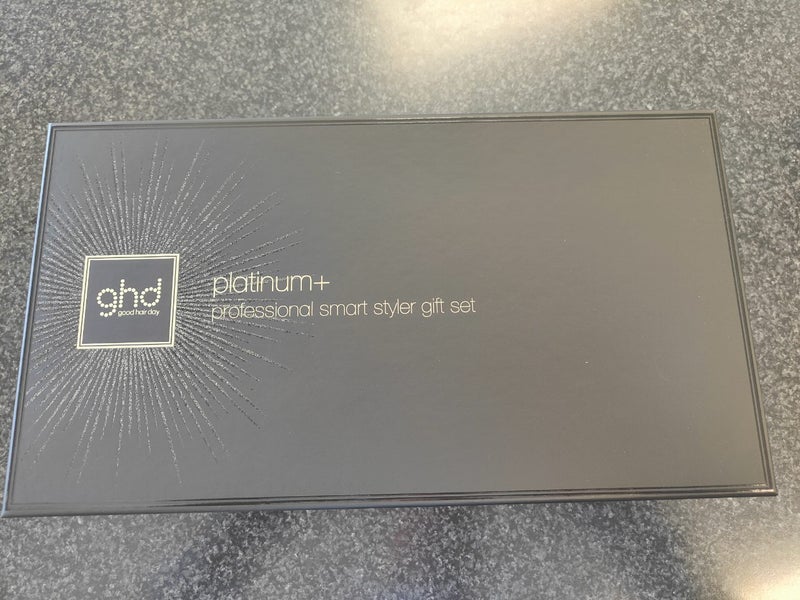 ghd
good hair day
platinum+
professional smart styler gift set